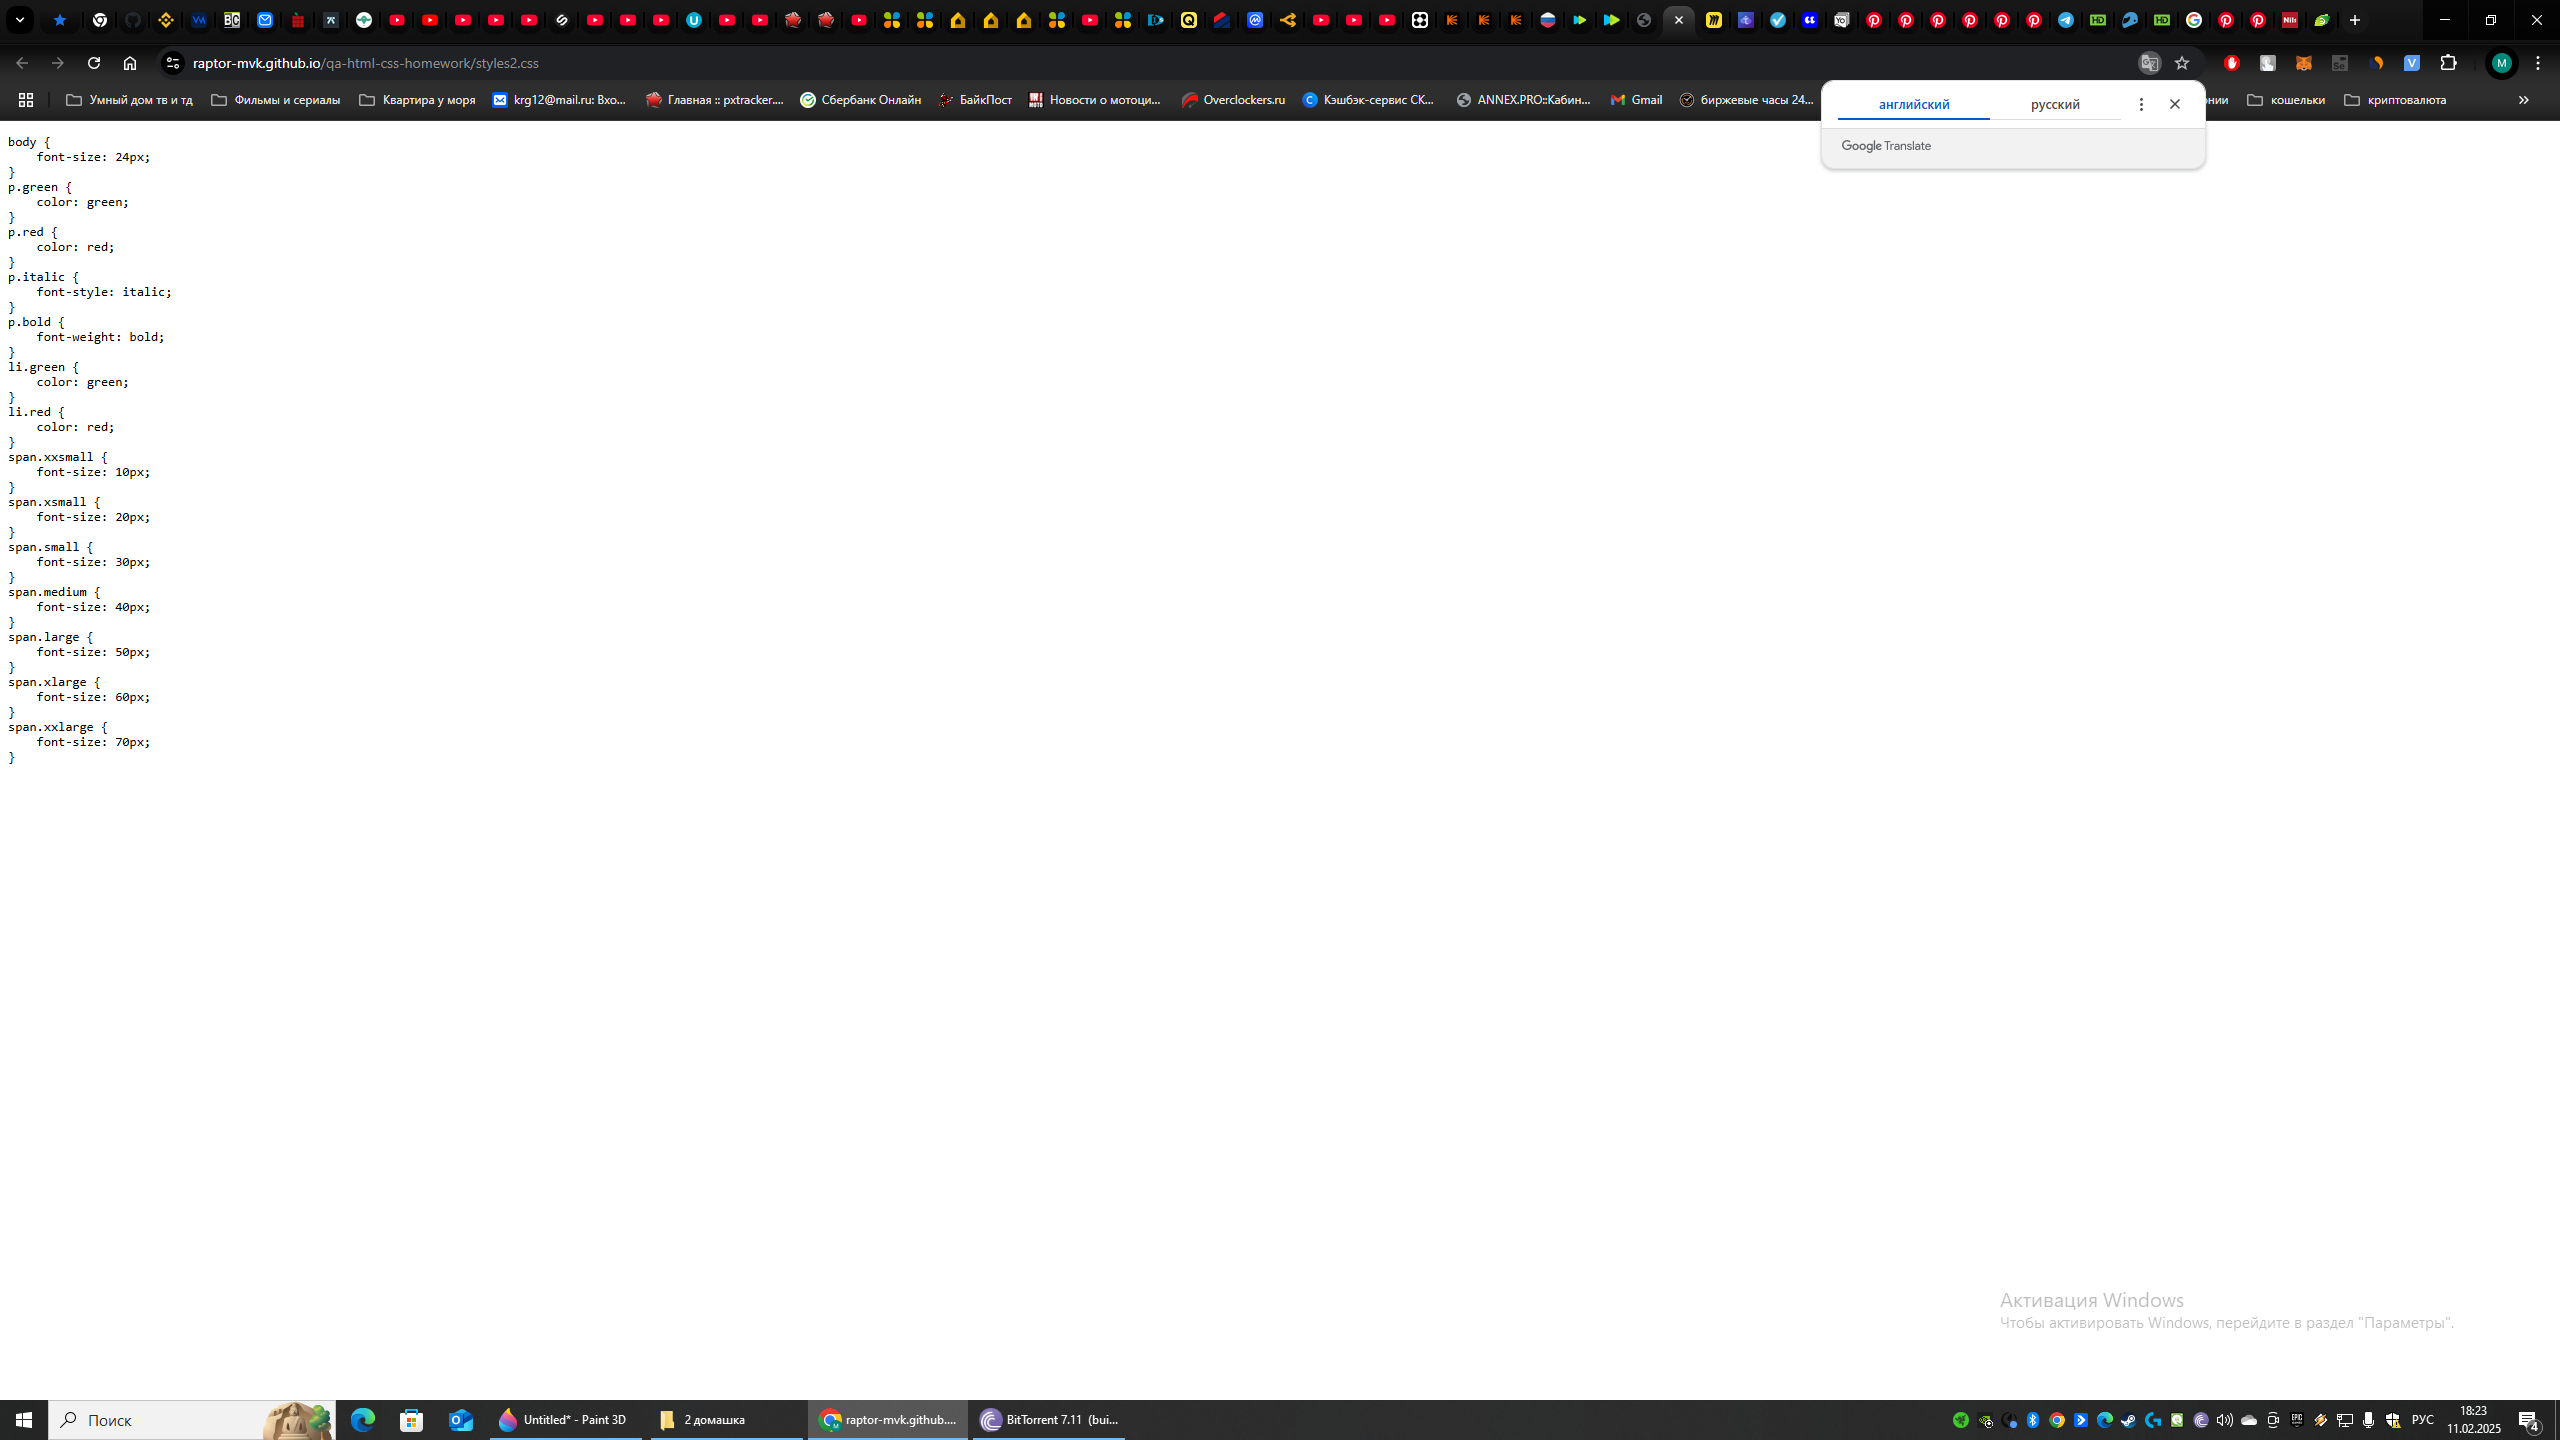 raptor-mvk.github.io/qa-html-css-homework/styles2.css
Умный дом тв и тд
Фильмы и сериалы
Квартира у моря
krg12@mail.ru: Вхо...
Главная :: pxtracker....
Сбербанк Онлайн
БайкПост
Новости о мотоци...
Overclockers.ru
Кэшбэк-сервис СК...
ANNEX.PRO::Кабин...
Gmail
биржевые часы 24...
кошельки
криптовалюта
английский
русский
Google Translate
body {
    font-size: 24px;
}
p.green {
    color: green;
}
p.red {
    color: red;
}
p.italic {
    font-style: italic;
}
p.bold {
    font-weight: bold;
}
li.green {
    color: green;
}
li.red {
    color: red;
}
span.xxsmall {
    font-size: 10px;
}
span.xsmall {
    font-size: 20px;
}
span.small {
    font-size: 30px;
}
span.medium {
    font-size: 40px;
}
span.large {
    font-size: 50px;
}
span.xlarge {
    font-size: 60px;
}
span.xxlarge {
    font-size: 70px;
}
Активация Windows
Чтобы активировать Windows, перейдите в раздел "Параметры".
Поиск
Untitled* - Paint 3D
2 домашка
raptor-mvk.github....
BitTorrent 7.11 (bui...
РУС
18:23
11.02.2025
4